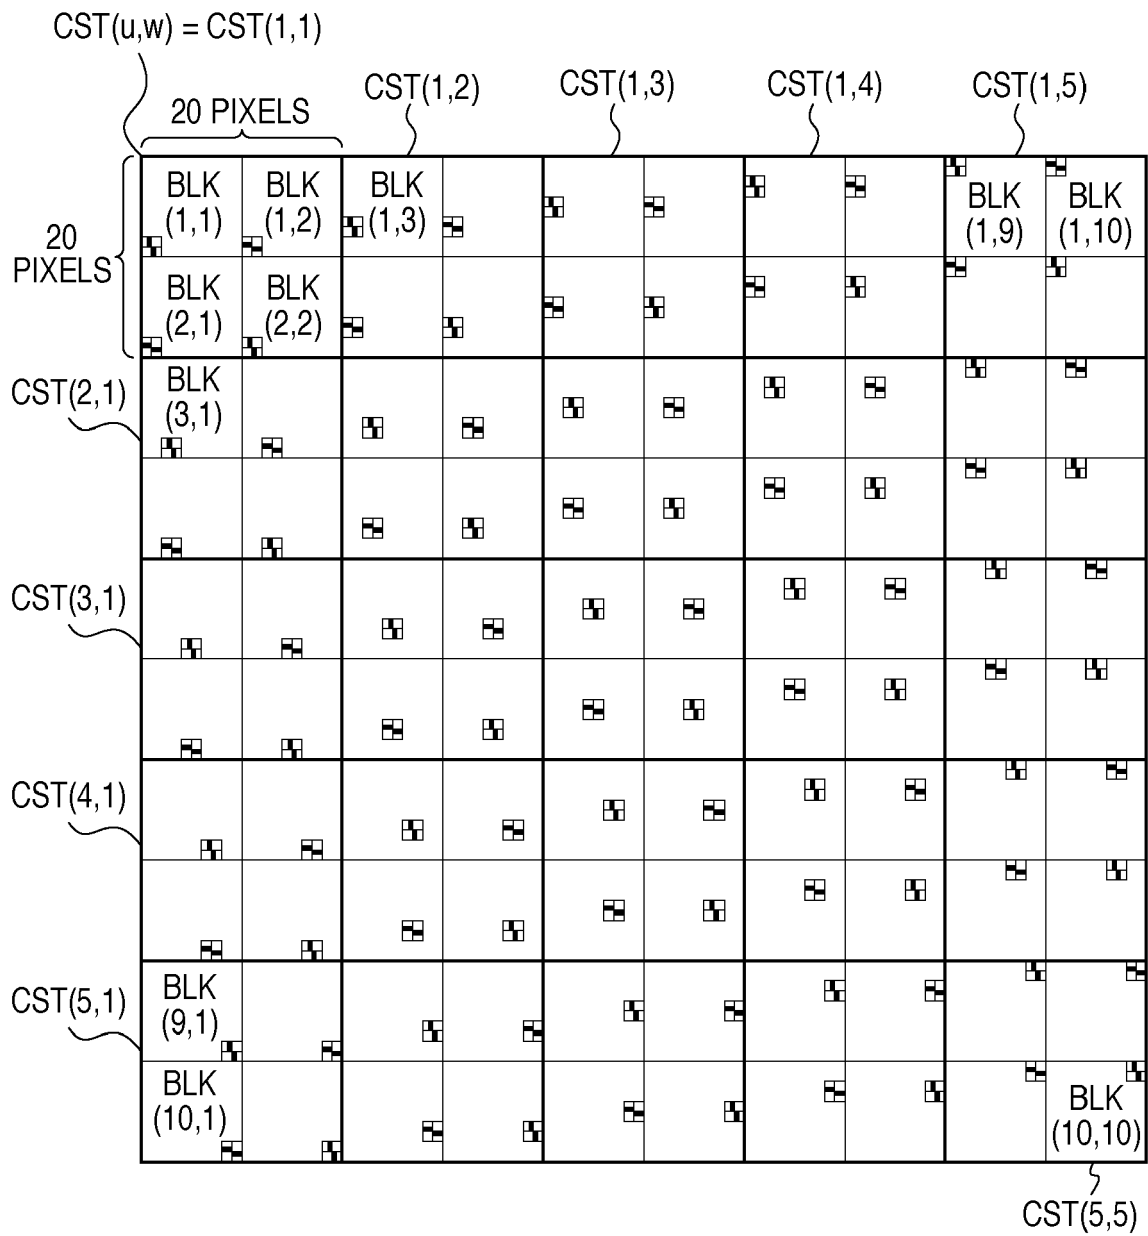 CST(u,w) = CST(1,1)
CST(1,2)
CST(1,3)
CST(1,4)
CST(1,5)
20 PIXELS
20
PIXELS
BLK
(1,1)
BLK
(1,2)
BLK
(1,3)
BLK
(1,9)
BLK
(1,10)
BLK
(2,1)
BLK
(2,2)
CST(2,1)
BLK
(3,1)
CST(3,1)
CST(4,1)
CST(5,1)
BLK
(9,1)
BLK
(10,1)
BLK
(10,10)
CST(5,5)